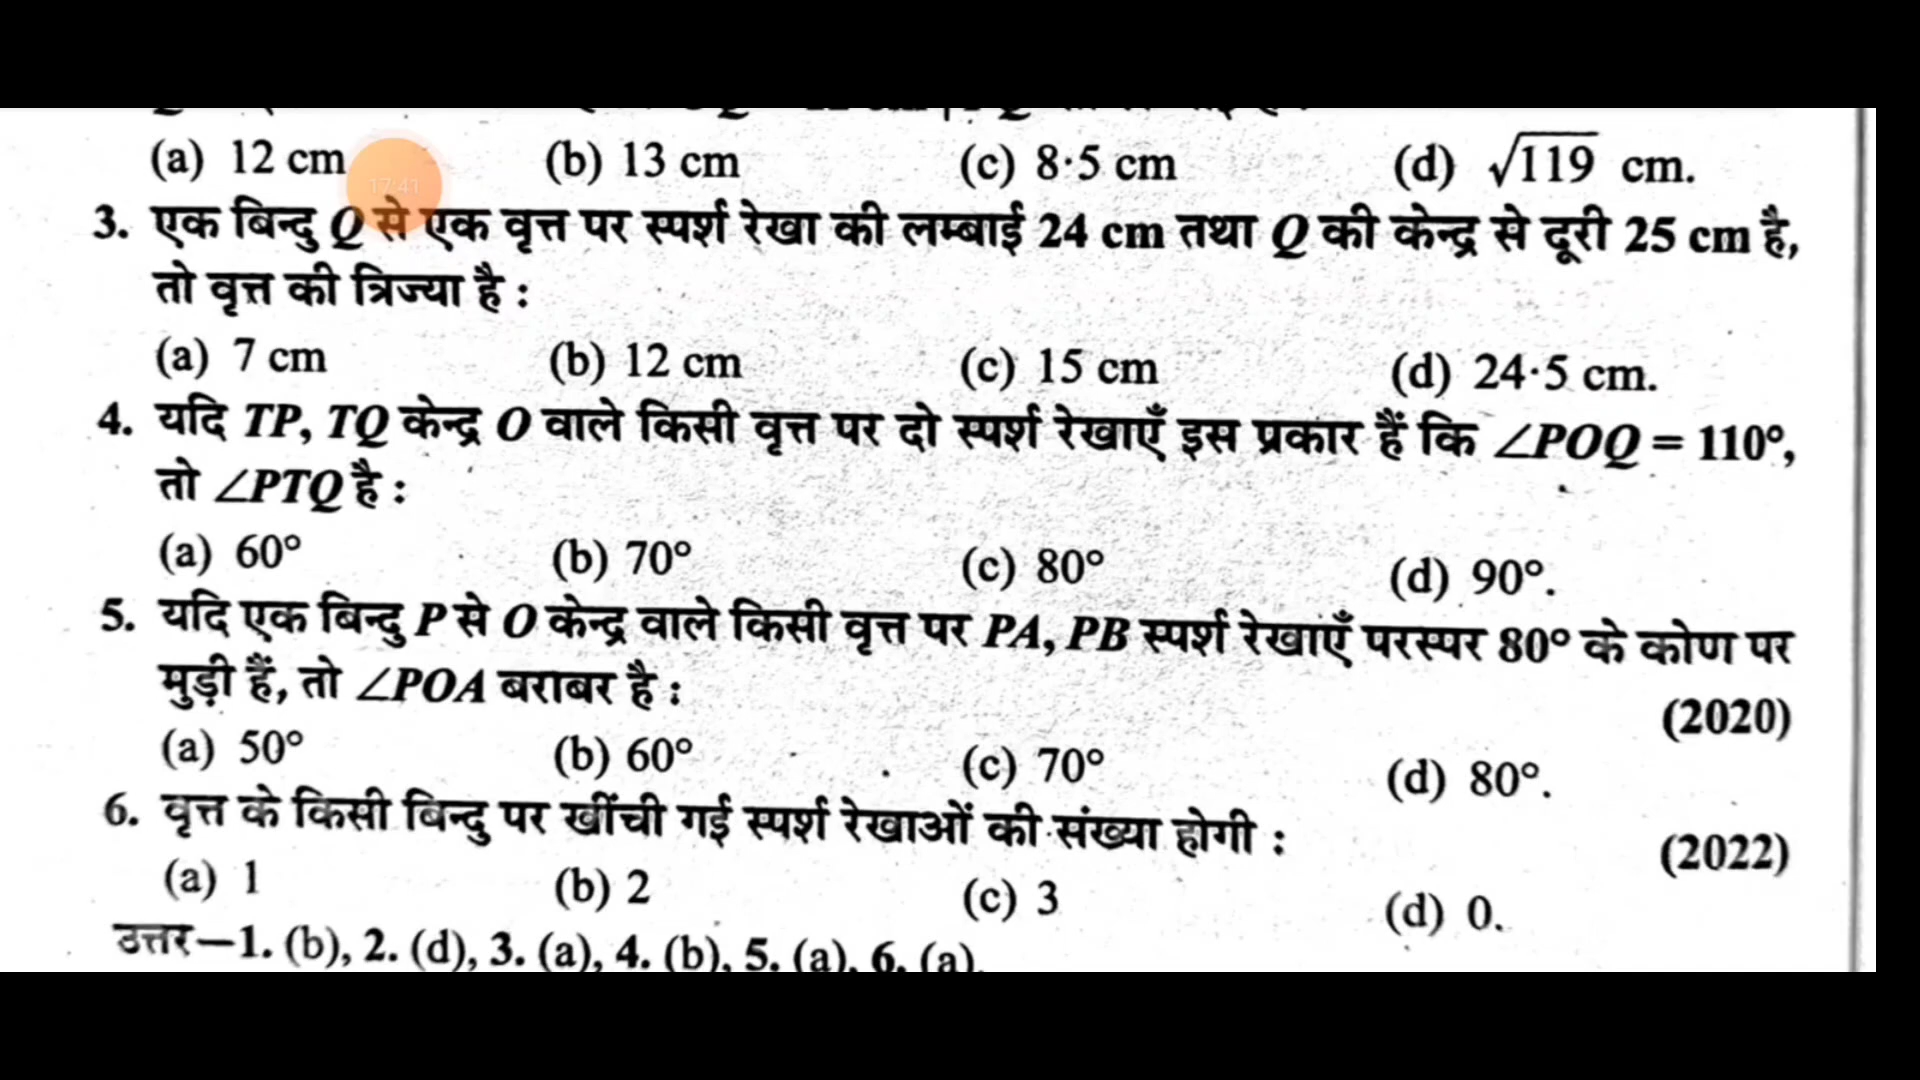 (a) 12 cm (b) 13 cm (c) 8·5 cm (d) √119 cm.
17:41
3. एक बिन्दु Q से एक वृत्त पर स्पर्श रेखा की लम्बाई 24 cm तथा Q की केन्द्र से दूरी 25 cm है,
तो वृत्त की त्रिज्या है :
(a) 7 cm (b) 12 cm (c) 15 cm (d) 24·5 cm.
4. यदि TP, TQ केन्द्र O वाले किसी वृत्त पर दो स्पर्श रेखाएँ इस प्रकार हैं कि ∠POQ = 110°,
तो ∠PTQ है :
(a) 60° (b) 70° (c) 80° (d) 90°.
5. यदि एक बिन्दु P से O केन्द्र वाले किसी वृत्त पर PA, PB स्पर्श रेखाएँ परस्पर 80° के कोण पर
मुड़ी हैं, तो ∠POA बराबर है :
(2020)
(a) 50° (b) 60° (c) 70° (d) 80°.
6. वृत्त के किसी बिन्दु पर खींची गई स्पर्श रेखाओं की संख्या होगी :
(2022)
(a) 1 (b) 2 (c) 3 (d) 0.
उत्तर—1. (b), 2. (d), 3. (a), 4. (b), 5. (a), 6. (a).